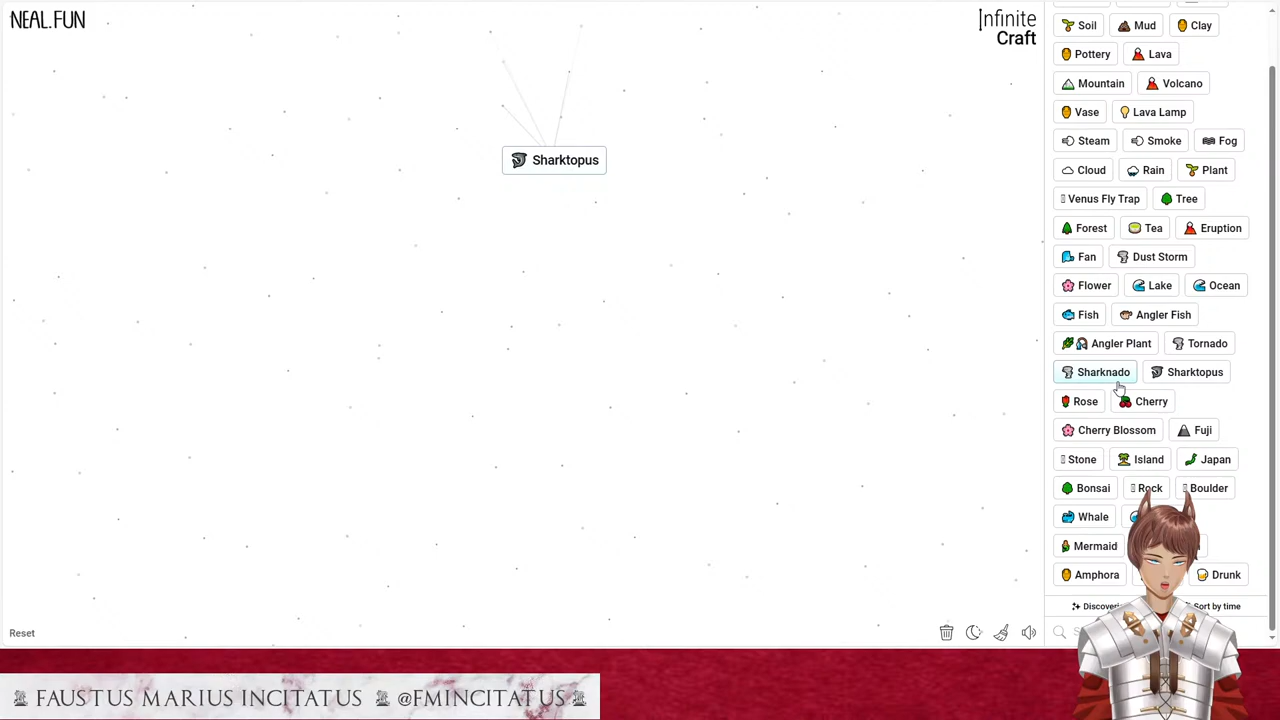 NEAL.FUN
Infinite
Craft
Sharktopus
Soil Mud Clay
Pottery Lava
Mountain Volcano
Vase Lava Lamp
Steam Smoke Fog
Cloud Rain Plant
Venus Fly Trap Tree
Forest Tea Eruption
Fan Dust Storm
Flower Lake Ocean
Fish Angler Fish
Angler Plant Tornado
Sharknado Sharktopus
Rose Cherry
Cherry Blossom Fuji
Stone Island Japan
Bonsai Rock Boulder
Whale
Mermaid
Amphora Drunk
Sort by time
Reset
FAUSTUS MARIUS INCITATUS @FMINCITATUS